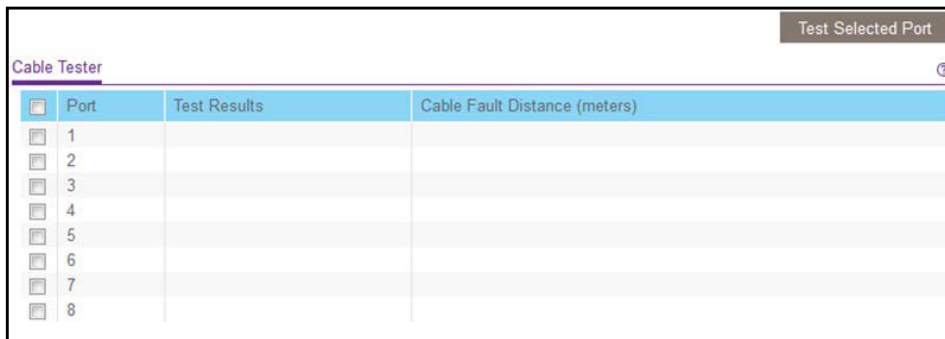 Test Selected Port
Cable Tester
Port Test Results Cable Fault Distance (meters)
1
2
3
4
5
6
7
8